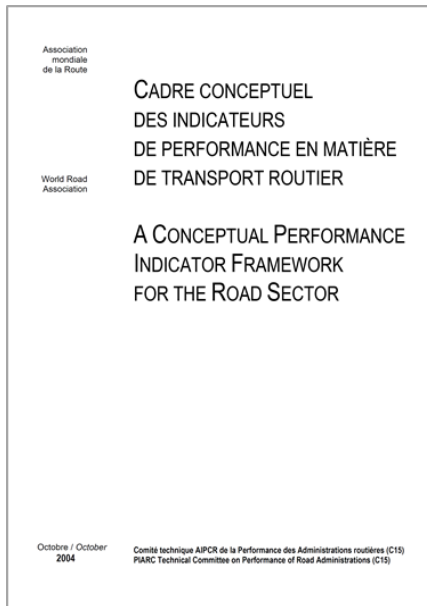 Association
mondiale
de la Route
CADRE CONCEPTUEL
DES INDICATEURS
DE PERFORMANCE EN MATIÈRE
DE TRANSPORT ROUTIER
World Road
Association
A CONCEPTUAL PERFORMANCE
INDICATOR FRAMEWORK
FOR THE ROAD SECTOR
Octobre / October
2004
Comité technique AIPCR de la Performance des Administrations routières (C15)
PIARC Technical Committee on Performance of Road Administrations (C15)